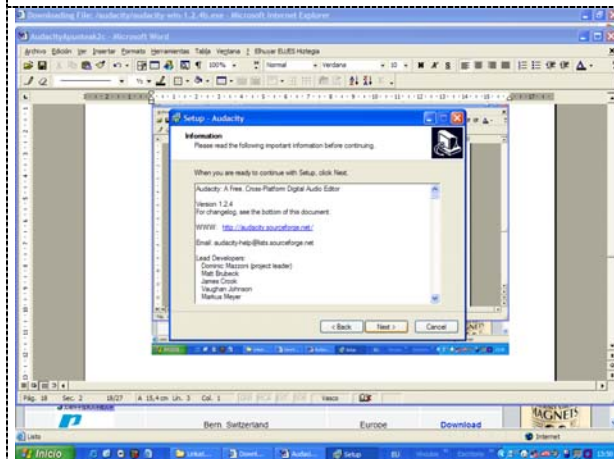 Downloading File: /audacity/audacity-win-1.2.4b.exe - Microsoft Internet Explorer
AudacityApunteak2c - Microsoft Word
Archivo Edición Ver Insertar Formato Herramientas Tabla Ventana ?
100% Normal Verdana 10
Setup - Audacity
Information
Please read the following important information before continuing.
When you are ready to continue with Setup, click Next.
Audacity: A Free, Cross-Platform Digital Audio Editor
Version 1.2.4
For changelog, see the bottom of this document
WWW: http://audacity.sourceforge.net/
Email: audacity-help@lists.sourceforge.net
Lead Developers:
Dominic Mazzoni (project leader)
Matt Brubeck
James Crook
Vaughan Johnson
Markus Meyer
< Back Next > Cancel
Pág. 18 Sec. 2 18/27 A 15,4 cm Lín. 3 Col. 1 Vasco
Bern, Switzerland Europe Download
MAGNETS
Listo Internet
Inicio Setup EU